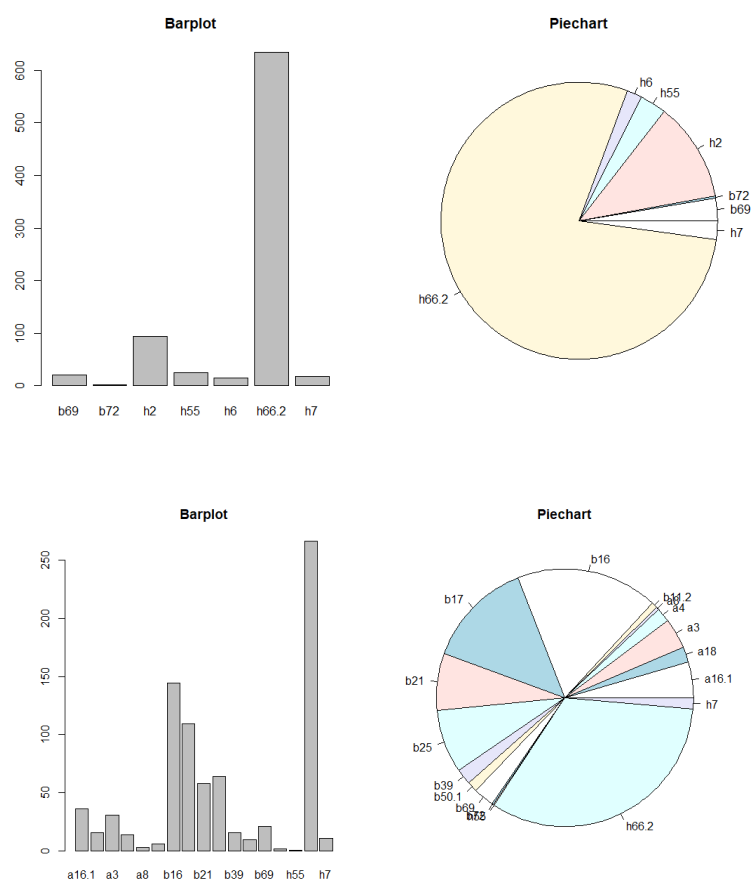 Barplot
Piechart
600
500
400
300
200
100
0
b69 b72 h2 h55 h6 h66.2 h7
h6
h55
h2
b72
b69
h7
h66.2
Barplot
Piechart
250
200
150
100
50
0
a16.1 a3 a8 b16 b21 b39 b69 h55 h7
b16
b11.2
a4
a3
a18
a16.1
h7
h66.2
b72
b69
b50.1
b39
b25
b21
b17